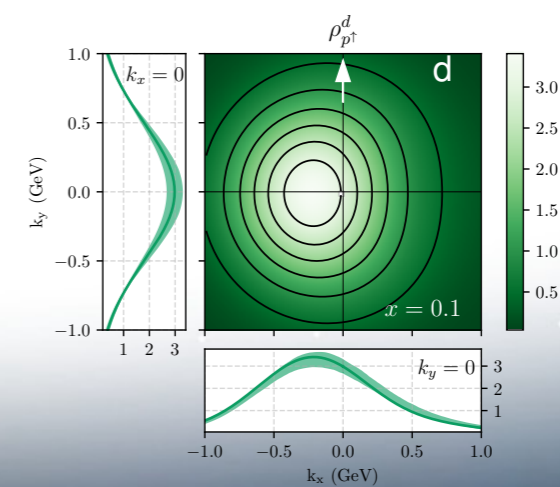 ρ^d_{p↑}
1.0
k_x = 0
d
3.0
0.5
2.5
k_y (GeV)
2.0
0.0
1.5
−0.5
1.0
x = 0.1
0.5
−1.0
1 2 3
k_y = 0
3
2
1
−1.0 −0.5 0.0 0.5 1.0
k_x (GeV)